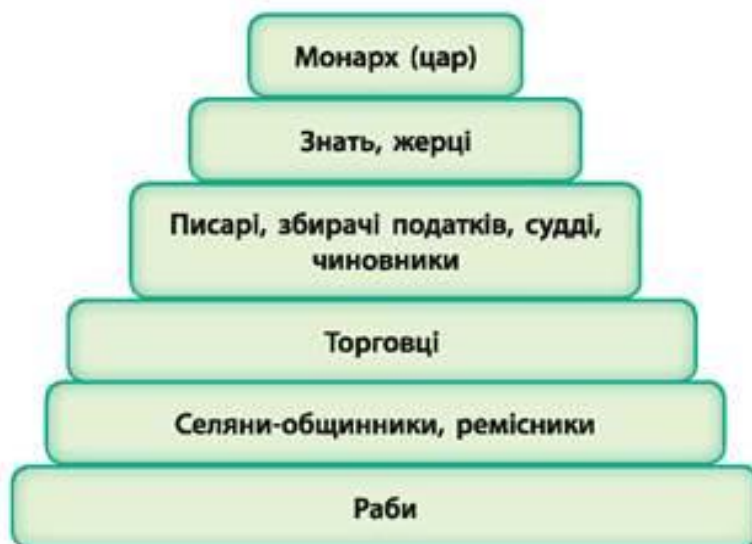 Монарх (цар)
Знать, жерці
Писарі, збирачі податків, судді,
чиновники
Торговці
Селяни-общинники, ремісники
Раби